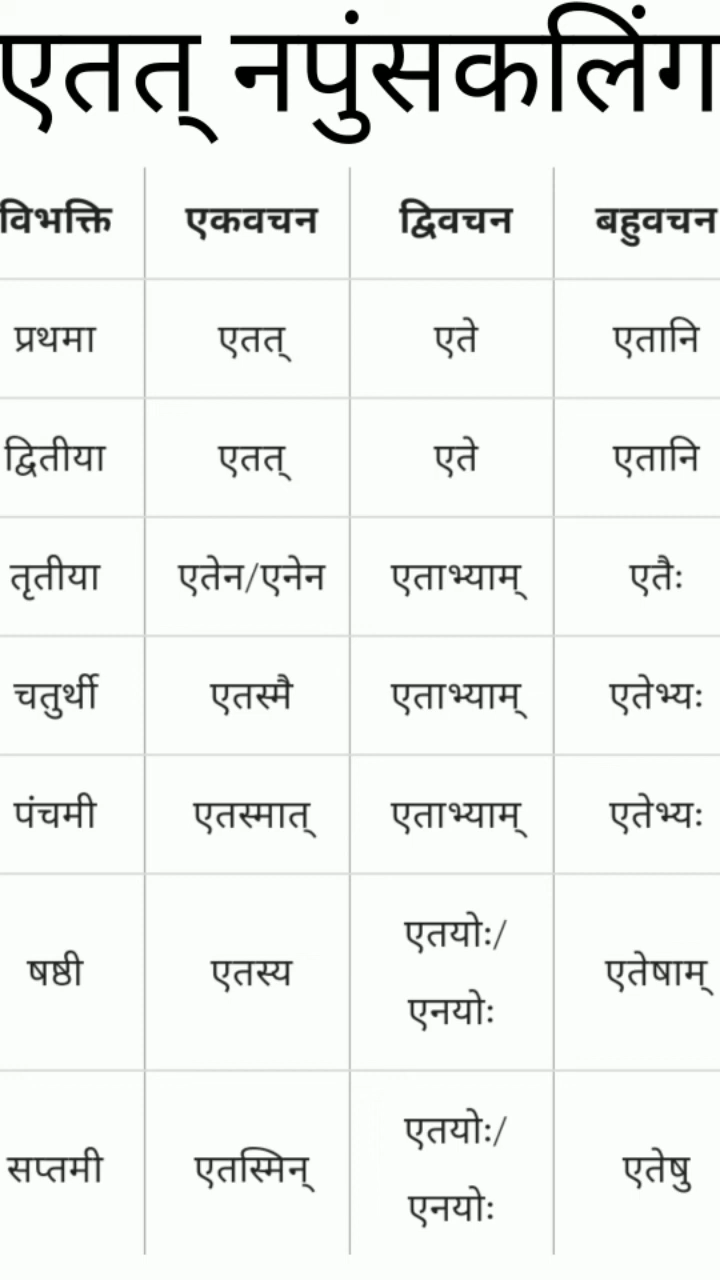 एतत् नपुंसकलिंग
विभक्ति एकवचन द्विवचन बहुवचन
प्रथमा एतत् एते एतानि
द्वितीया एतत् एते एतानि
तृतीया एतेन/एनेन एताभ्याम् एतैः
चतुर्थी एतस्मै एताभ्याम् एतेभ्यः
पंचमी एतस्मात् एताभ्याम् एतेभ्यः
षष्ठी एतस्य एतयोः/ एनयोः एतेषाम्
सप्तमी एतस्मिन् एतयोः/ एनयोः एतेषु